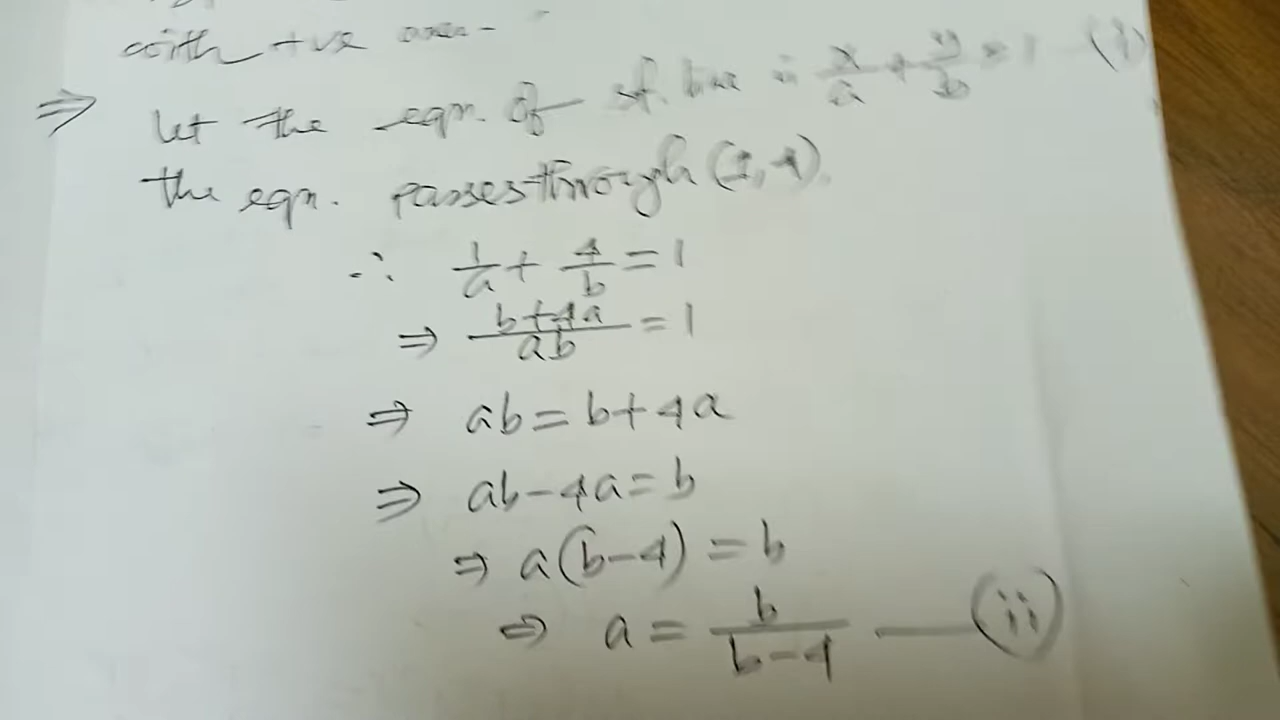 with +ve axes-
⇒ Let the eqn. of st. line is x/a + y/b = 1 — (i)
the eqn. passes through (1,4).
∴ 1/a + 4/b = 1
⇒ (b+4a)/ab = 1
⇒ ab = b+4a
⇒ ab-4a = b
⇒ a(b-4) = b
⇒ a = b/(b-4) — (ii)